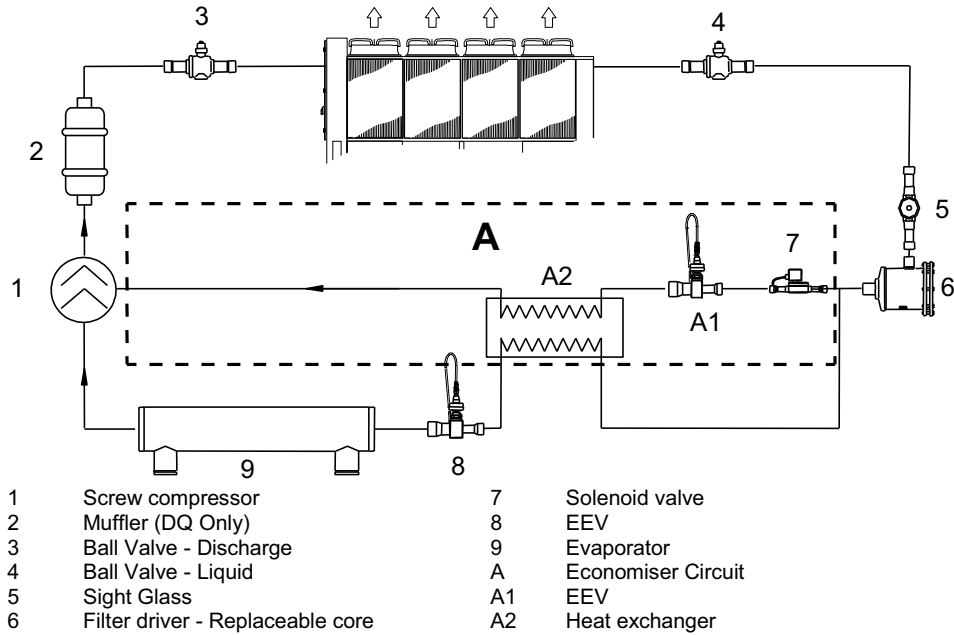 3
4
2
5
A
7
1
A2
6
A1
9
8
1 Screw compressor
2 Muffler (DQ Only)
3 Ball Valve - Discharge
4 Ball Valve - Liquid
5 Sight Glass
6 Filter driver - Replaceable core
7 Solenoid valve
8 EEV
9 Evaporator
A Economiser Circuit
A1 EEV
A2 Heat exchanger